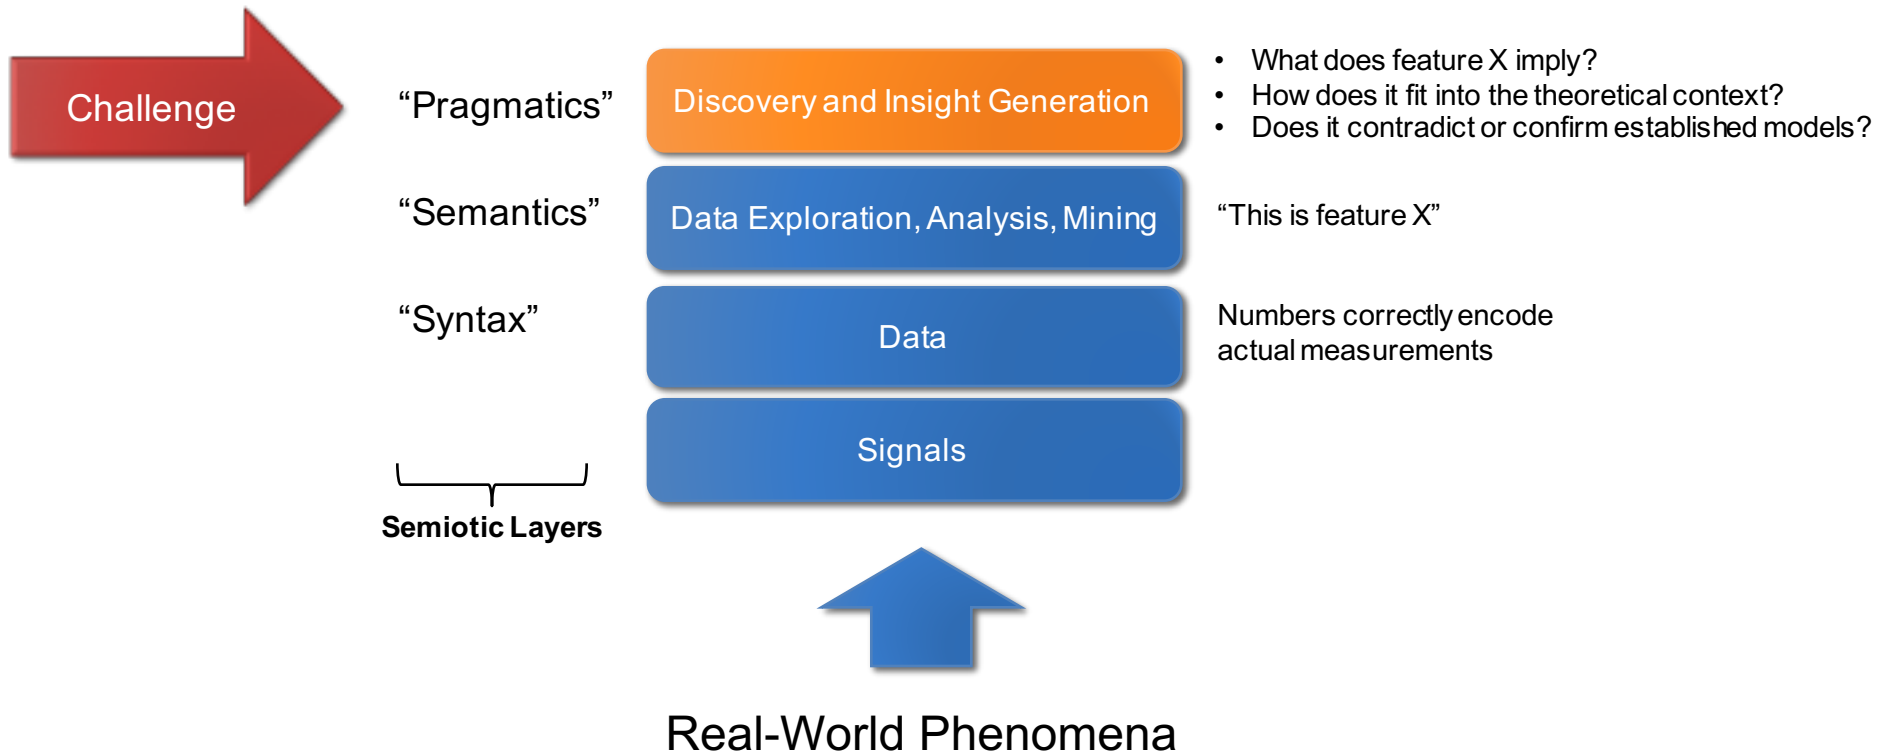 Challenge
“Pragmatics”
Discovery and Insight Generation
• What does feature X imply?
• How does it fit into the theoretical context?
• Does it contradict or confirm established models?
“Semantics”
Data Exploration, Analysis, Mining
“This is feature X”
“Syntax”
Data
Numbers correctly encode
actual measurements
Signals
Semiotic Layers
Real-World Phenomena